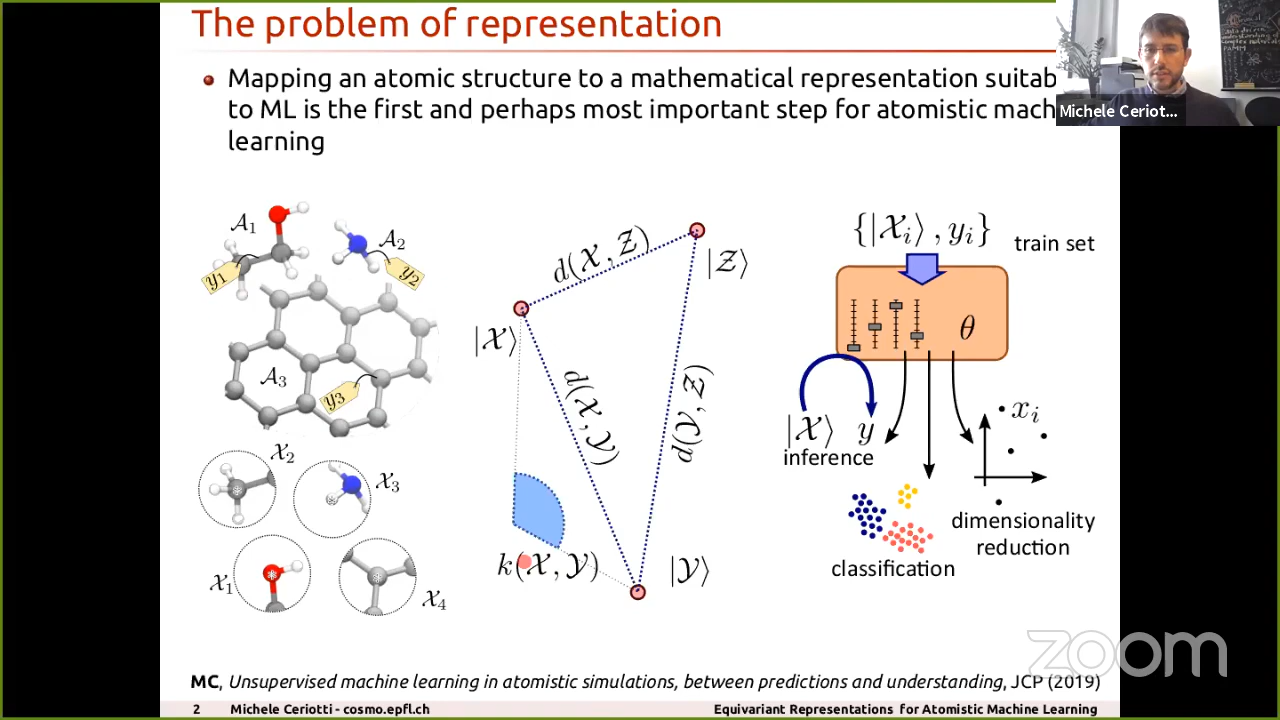 The problem of representation
Mapping an atomic structure to a mathematical representation suitab
to ML is the first and perhaps most important step for atomistic mach
learning
Michele Ceriot...
𝒜₁
𝒜₂
y₁
y₂
𝒜₃
y₃
𝒳₂
𝒳₃
𝒳₁
𝒳₄
d(𝒳, 𝒵)
|𝒵⟩
|𝒳⟩
d(𝒳, 𝒴)
d(𝒴, 𝒵)
k(𝒳, 𝒴)
|𝒴⟩
{|𝒳ᵢ⟩, yᵢ}
train set
θ
|𝒳⟩ y
inference
xᵢ
dimensionality
reduction
classification
zoom
MC, Unsupervised machine learning in atomistic simulations, between predictions and understanding, JCP (2019)
2 Michele Ceriotti - cosmo.epfl.ch Equivariant Representations for Atomistic Machine Learning